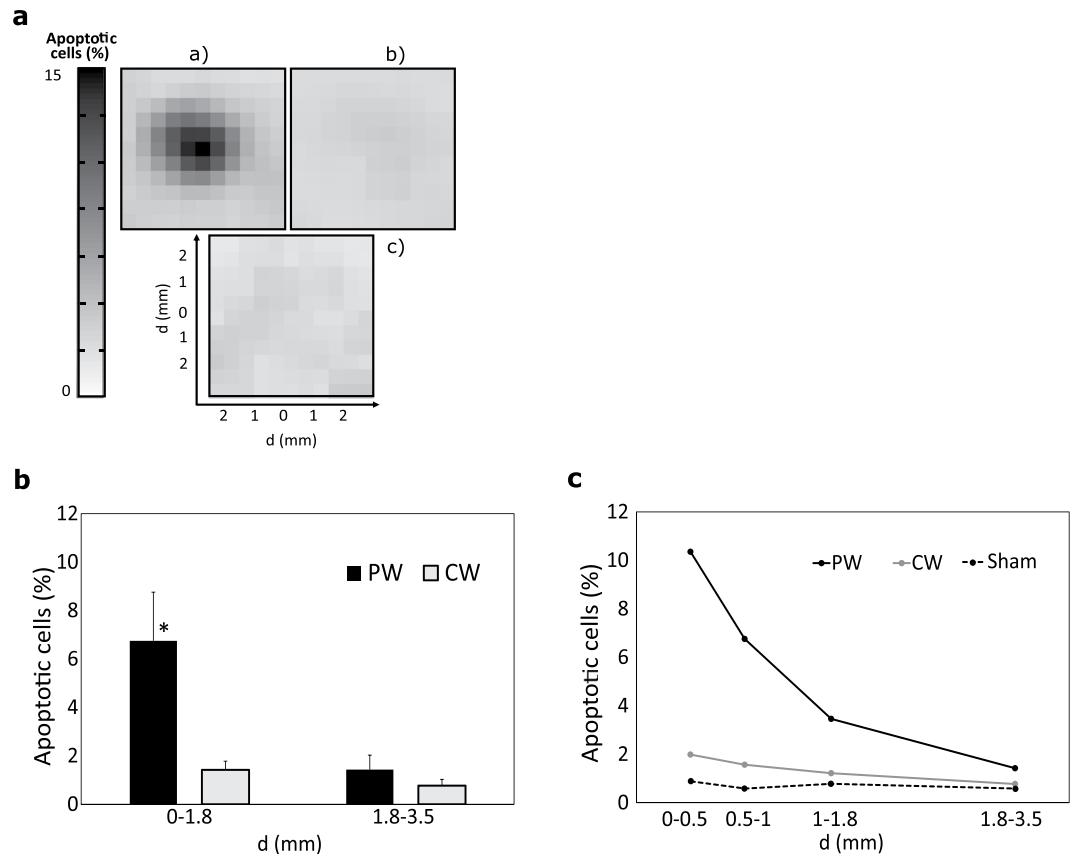 a
Apoptotic
cells (%)
15
0
a)
b)
c)
2
1
0
1
2
d (mm)
2 1 0 1 2
d (mm)
b
12
10
8
6
4
2
0
Apoptotic cells (%)
PW CW
*
0-1.8 1.8-3.5
d (mm)
c
12
10
8
6
4
2
0
Apoptotic cells (%)
PW CW Sham
0-0.5 0.5-1 1-1.8 1.8-3.5
d (mm)